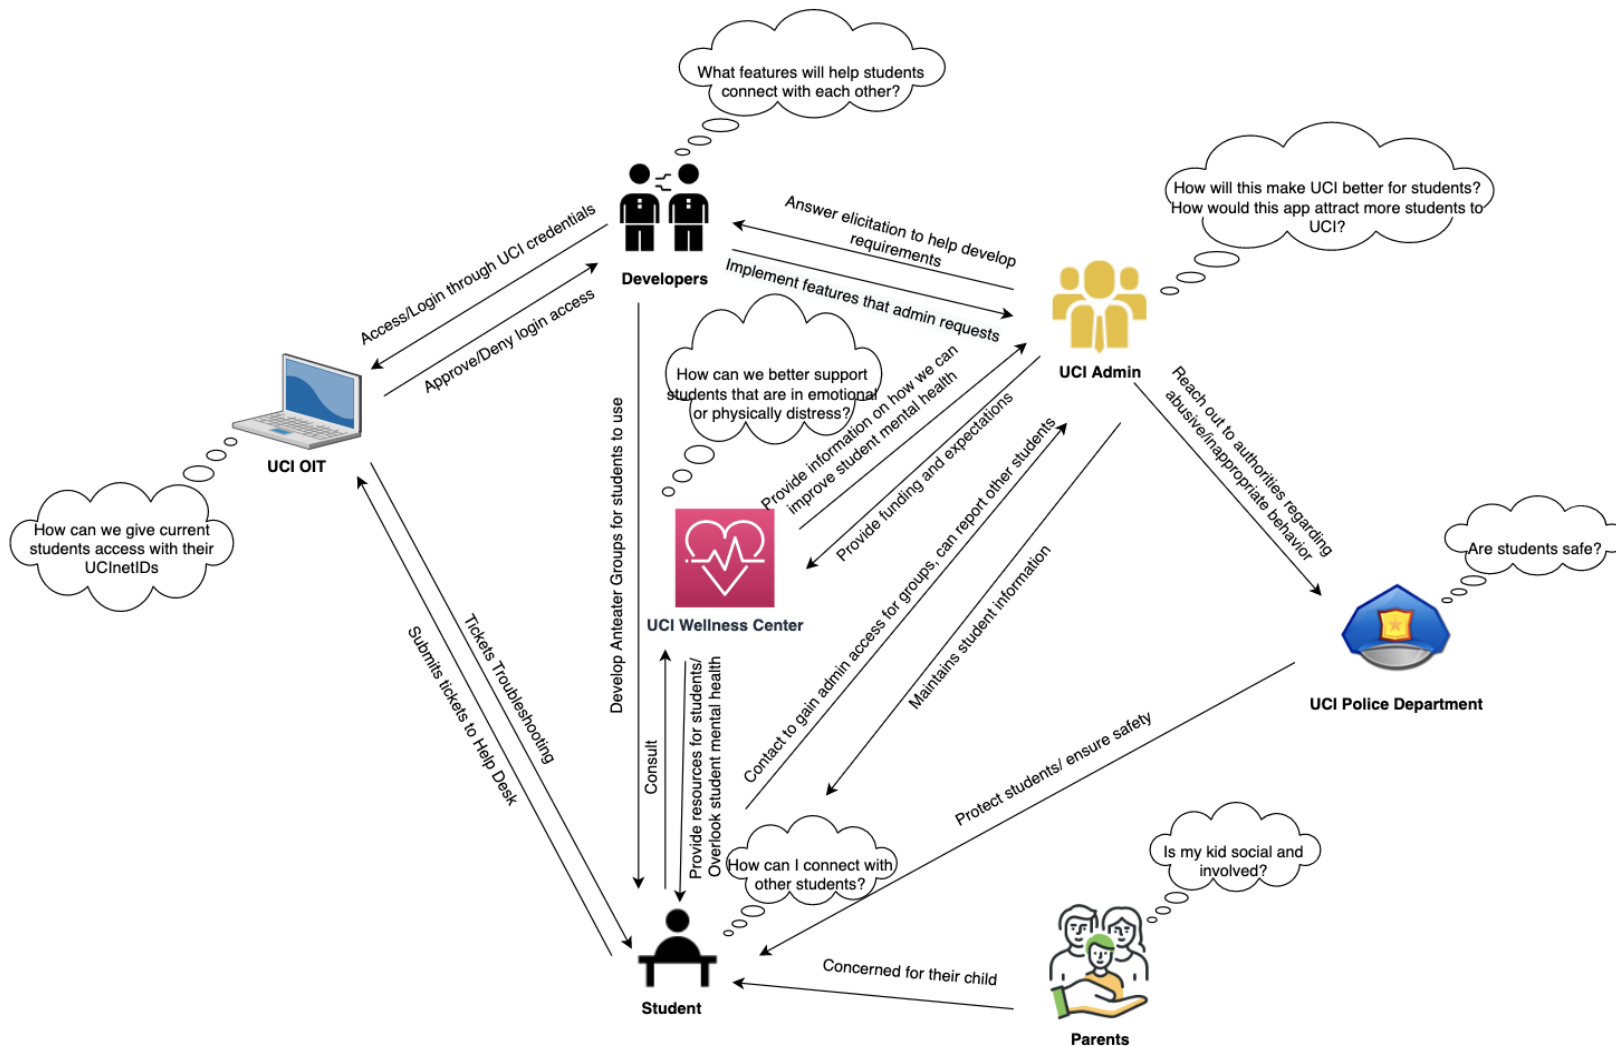 What features will help students
connect with each other?
How will this make UCI better for students?
How would this app attract more students to
UCI?
Answer elicitation to help develop
requirements
Developers
Implement features that admin requests
UCI Admin
Access/Login through UCI credentials
Approve/Deny login access
How can we better support
students that are in emotional
or physically distress?
Provide information on how we can
improve student mental health
Provide funding and expectations
Reach out to authorities regarding
abusive/inappropriate behavior
UCI OIT
How can we give current
students access with their
UCInetIDs
Develop Anteater Groups for students to use
UCI Wellness Center
Contact to gain admin access for groups, can report other students
Maintains student information
Are students safe?
UCI Police Department
Tickets Troubleshooting
Submits tickets to Help Desk
Consult
Provide resources for students/
Overlook student mental health
Protect students/ ensure safety
How can I connect with
other students?
Is my kid social and
involved?
Concerned for their child
Student
Parents